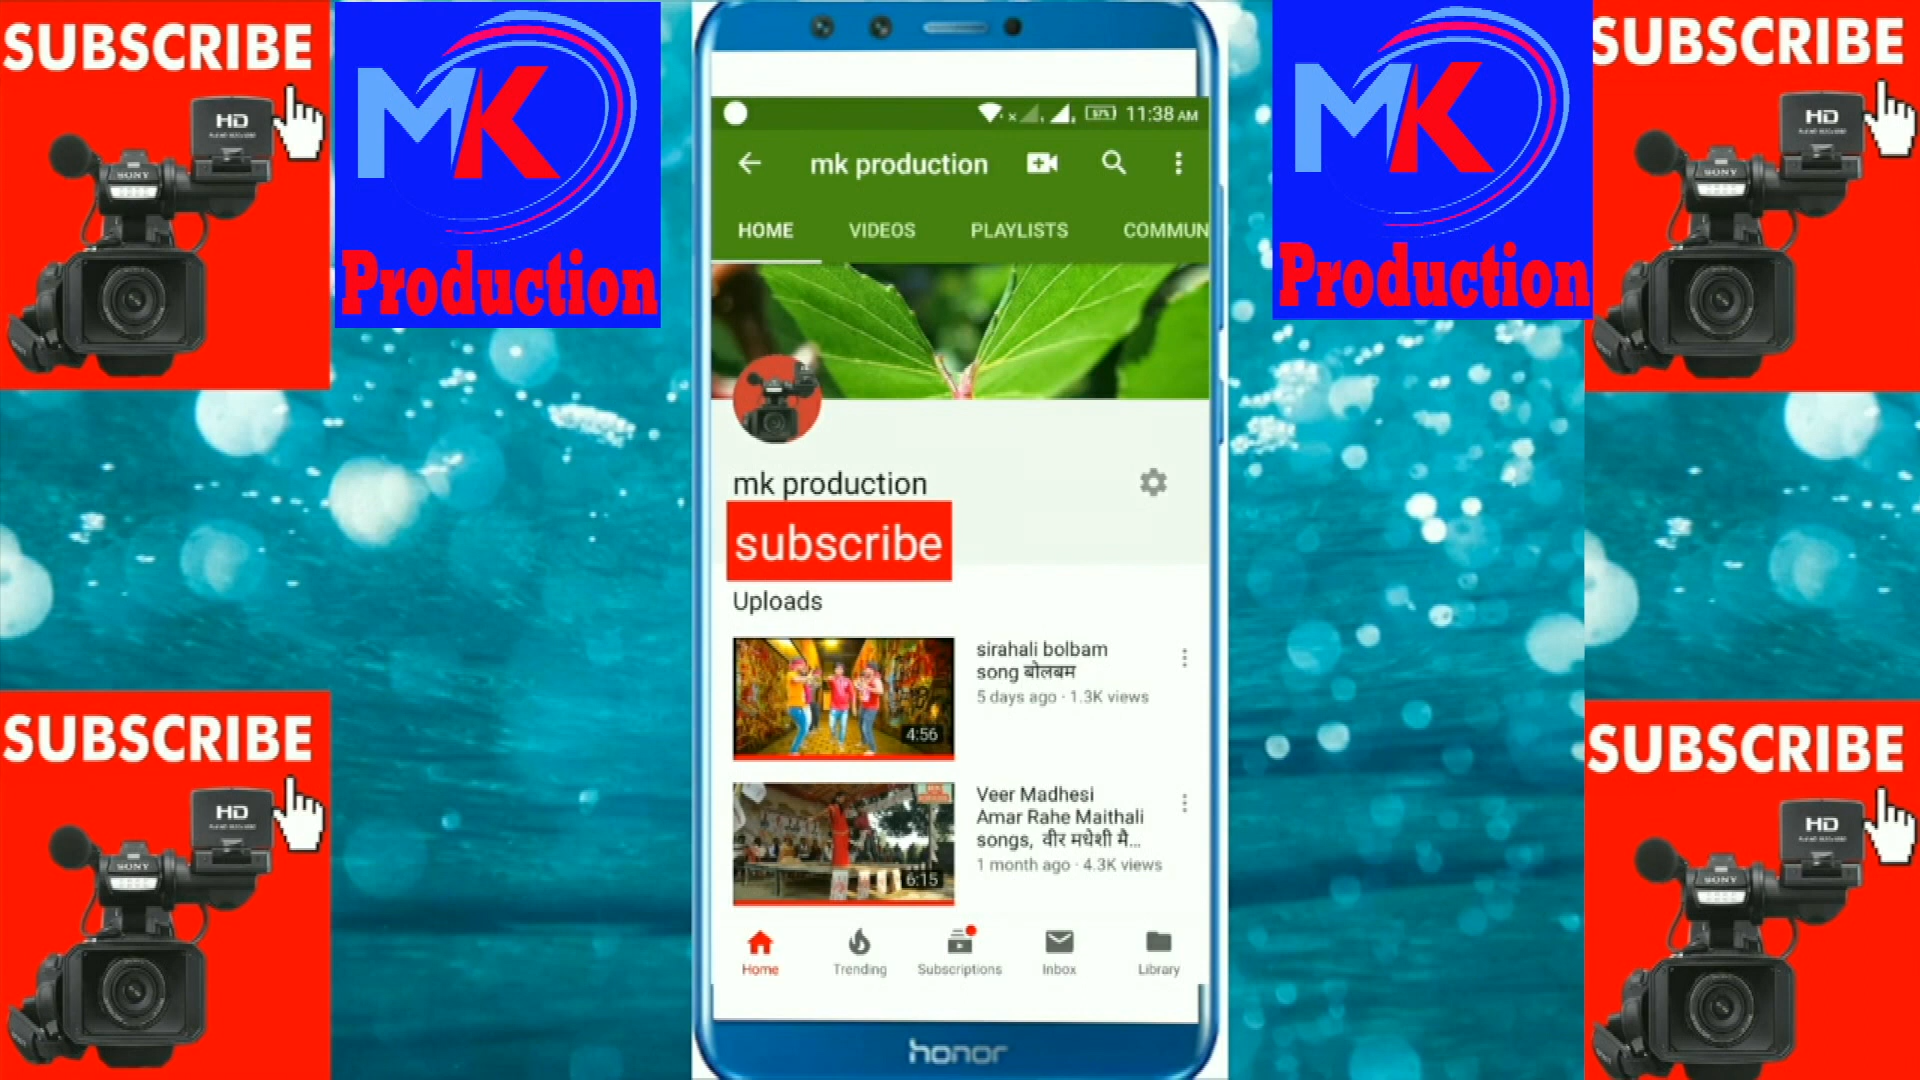 SUBSCRIBE
HD
SONY
MK
Production
11:38 AM
mk production
HOME VIDEOS PLAYLISTS COMMUN
mk production
subscribe
Uploads
sirahali bolbam
song बोलबम
5 days ago · 1.3K views
4:56
Veer Madhesi
Amar Rahe Maithali
songs, वीर मधेशी मै...
1 month ago · 4.3K views
6:15
Home Trending Subscriptions Inbox Library
honor
MK
Production
SUBSCRIBE
HD
SONY
SUBSCRIBE
HD
SONY
SUBSCRIBE
HD
SONY